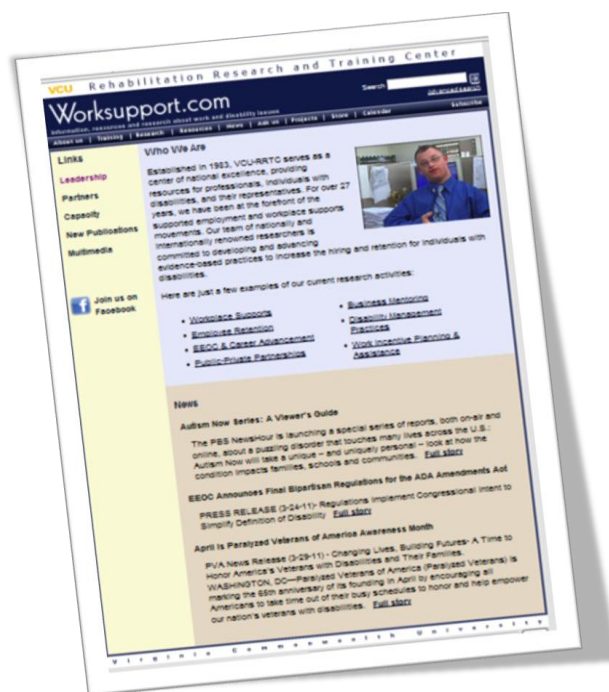 VCU Rehabilitation Research and Training Center
Worksupport.com
Search
advanced search
information, resources and research about work and disability issues
About us | Training | Research | Resources | News | Ask us | Projects | Store | Calendar
Subscribe
Links
Leadership
Partners
Capacity
New Publications
Multimedia
Join us on
Facebook
Who We Are
Established in 1983, VCU-RRTC serves as a
center of national excellence, providing
resources for professionals, individuals with
disabilities, and their representatives. For over 27
years, we have been at the forefront of the
supported employment and workplace supports
movements. Our team of nationally and
internationally renowned researchers is
committed to developing and advancing
evidence-based practices to increase the hiring and retention for individuals with
disabilities.
Here are just a few examples of our current research activities:
• Workplace Supports
• Employee Retention
• EEOC & Career Advancement
• Public-Private Partnerships
• Business Mentoring
• Disability Management
Practices
• Work Incentive Planning &
Assistance
News
Autism Now Series: A Viewer's Guide
The PBS NewsHour is launching a special series of reports, both on-air and
online, about a puzzling disorder that touches many lives across the U.S.:
Autism Now will take a unique – and uniquely personal – look at how the
condition impacts families, schools and communities. Full story
EEOC Announces Final Bipartisan Regulations for the ADA Amendments Act
PRESS RELEASE (3-24-11)- Regulations Implement Congressional Intent to
Simplify Definition of Disability Full story
April is Paralyzed Veterans of America Awareness Month
PVA News Release (3-29-11) - Changing Lives, Building Futures- A Time to
Honor America's Veterans with Disabilities and Their Families.
WASHINGTON, DC—Paralyzed Veterans of America (Paralyzed Veterans) is
marking the 65th anniversary of its founding in April by encouraging all
Americans to take time out of their busy schedules to honor and help empower
our nation's veterans with disabilities. Full story
Virginia Commonwealth University